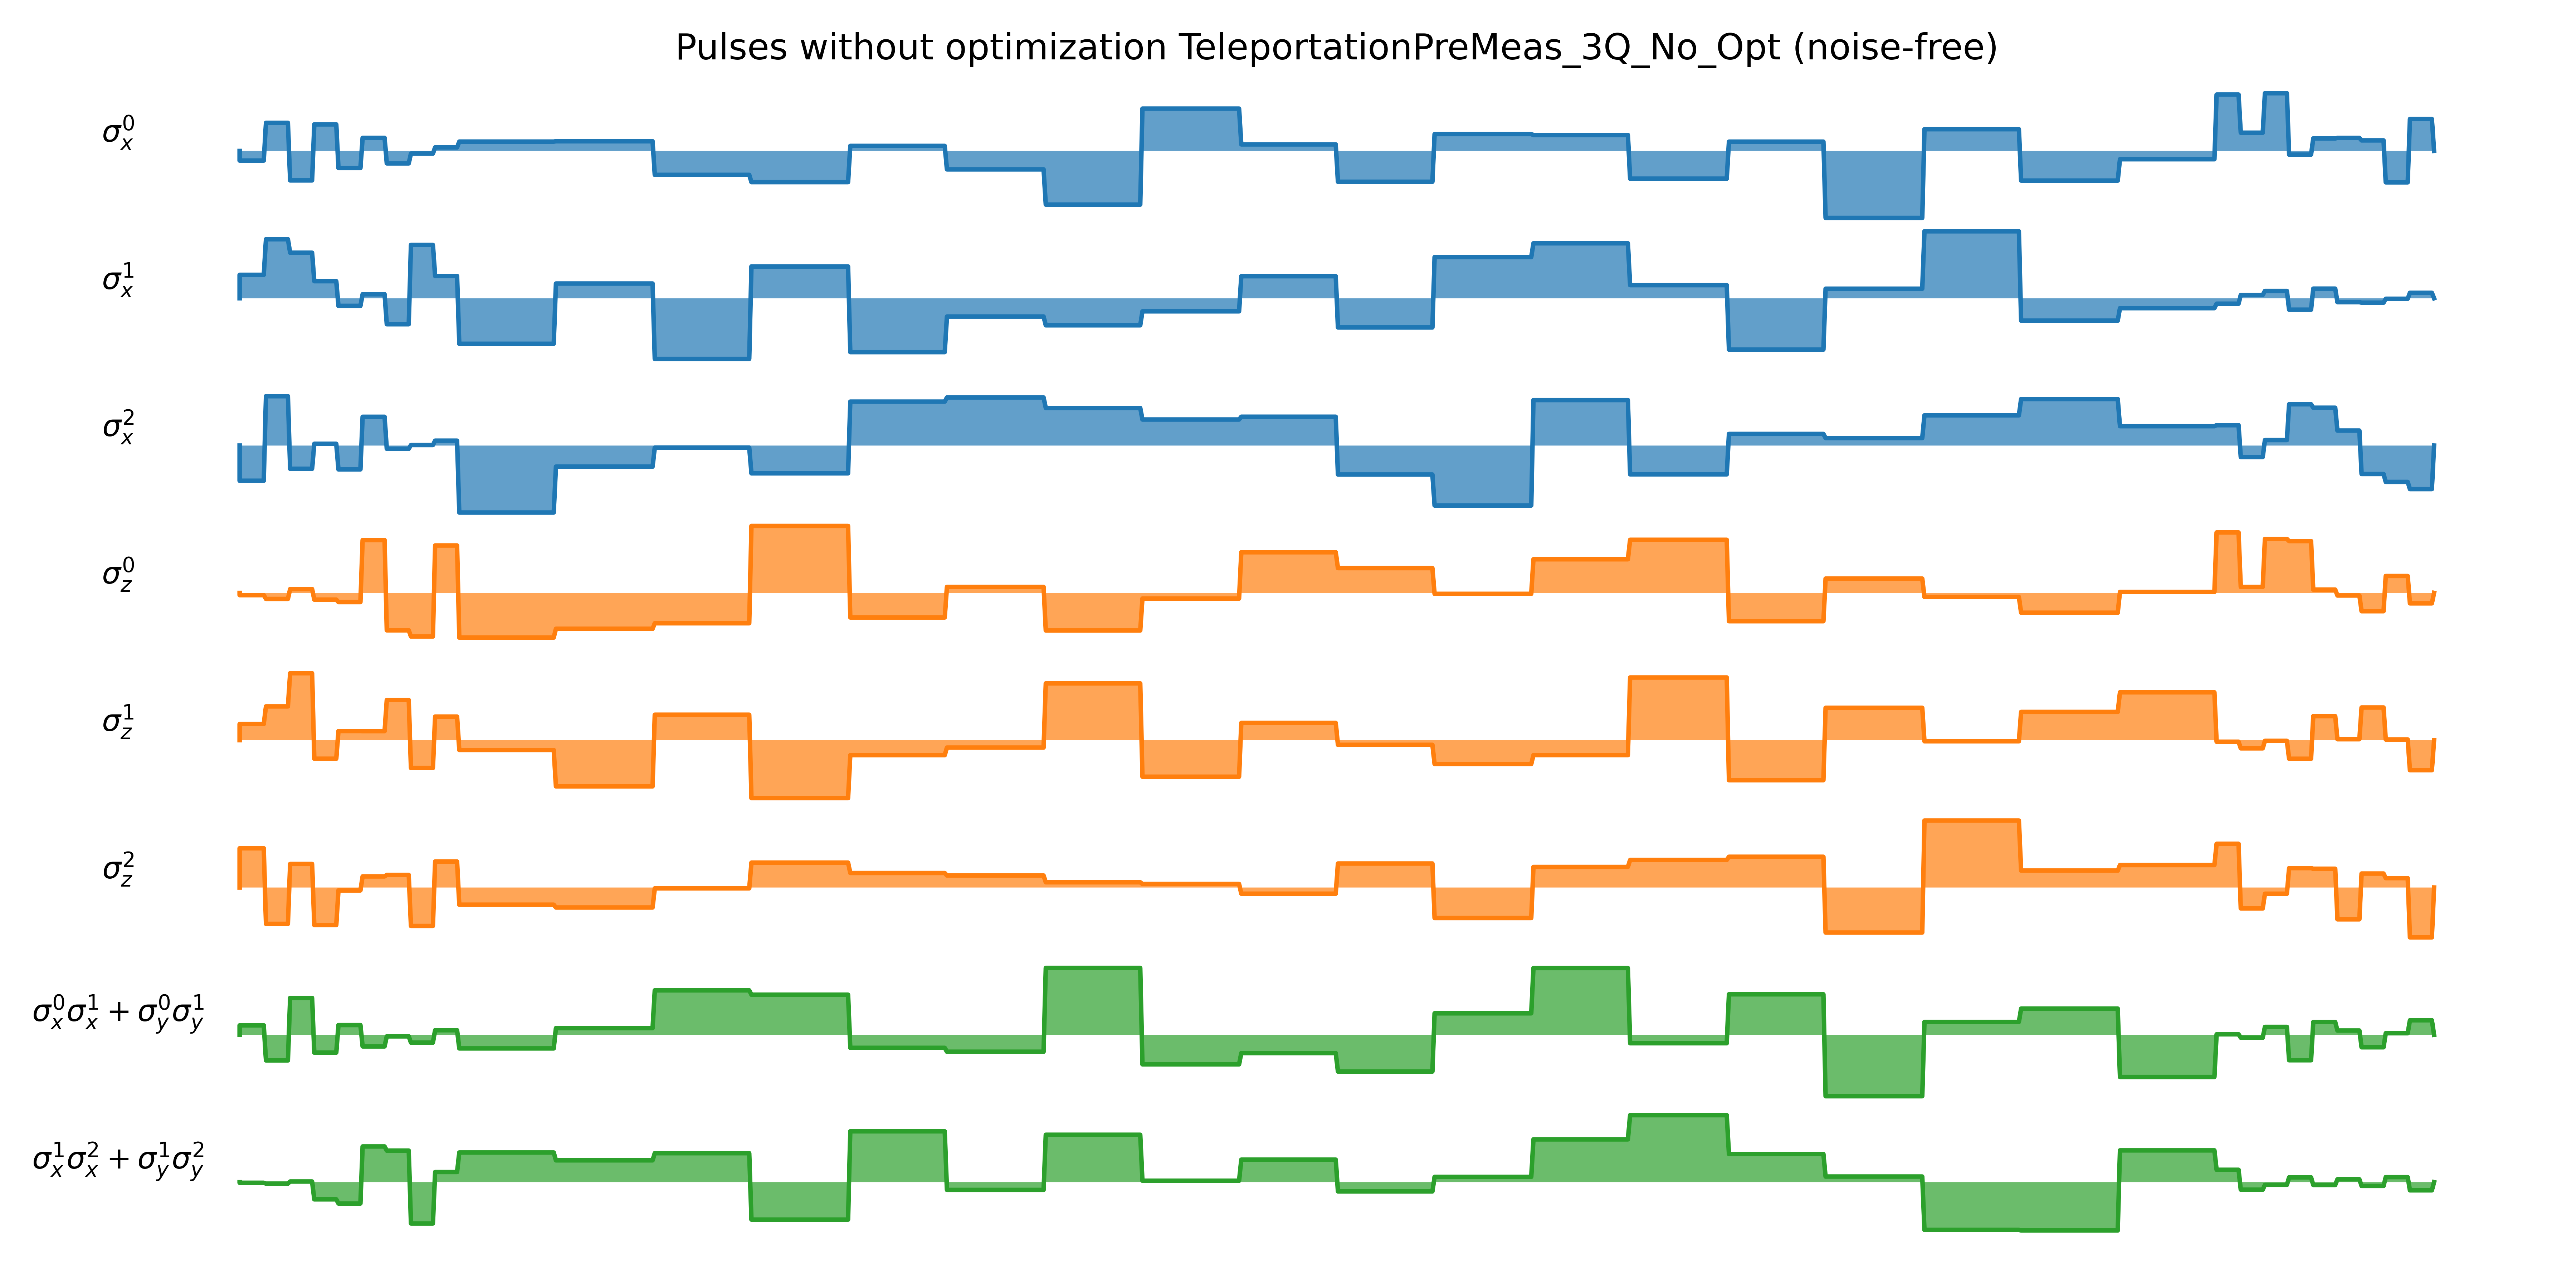 Pulses without optimization TeleportationPreMeas_3Q_No_Opt (noise-free)
σ_x^0
σ_x^1
σ_x^2
σ_z^0
σ_z^1
σ_z^2
σ_x^0σ_x^1 + σ_y^0σ_y^1
σ_x^1σ_x^2 + σ_y^1σ_y^2